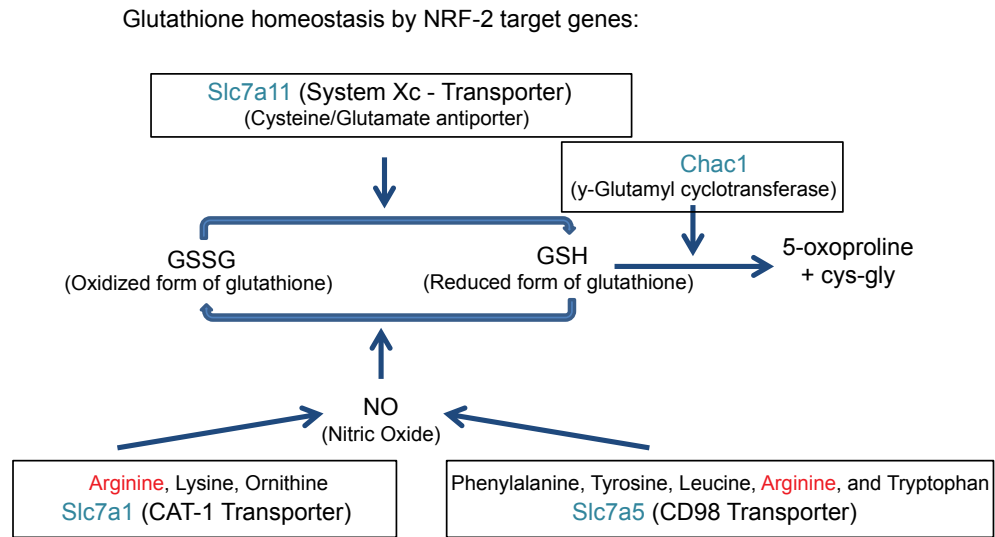 Glutathione homeostasis by NRF-2 target genes:
Slc7a11 (System Xc - Transporter)
(Cysteine/Glutamate antiporter)
Chac1
(y-Glutamyl cyclotransferase)
GSSG
(Oxidized form of glutathione)
GSH
(Reduced form of glutathione)
5-oxoproline
+ cys-gly
NO
(Nitric Oxide)
Arginine, Lysine, Ornithine
Slc7a1 (CAT-1 Transporter)
Phenylalanine, Tyrosine, Leucine, Arginine, and Tryptophan
Slc7a5 (CD98 Transporter)